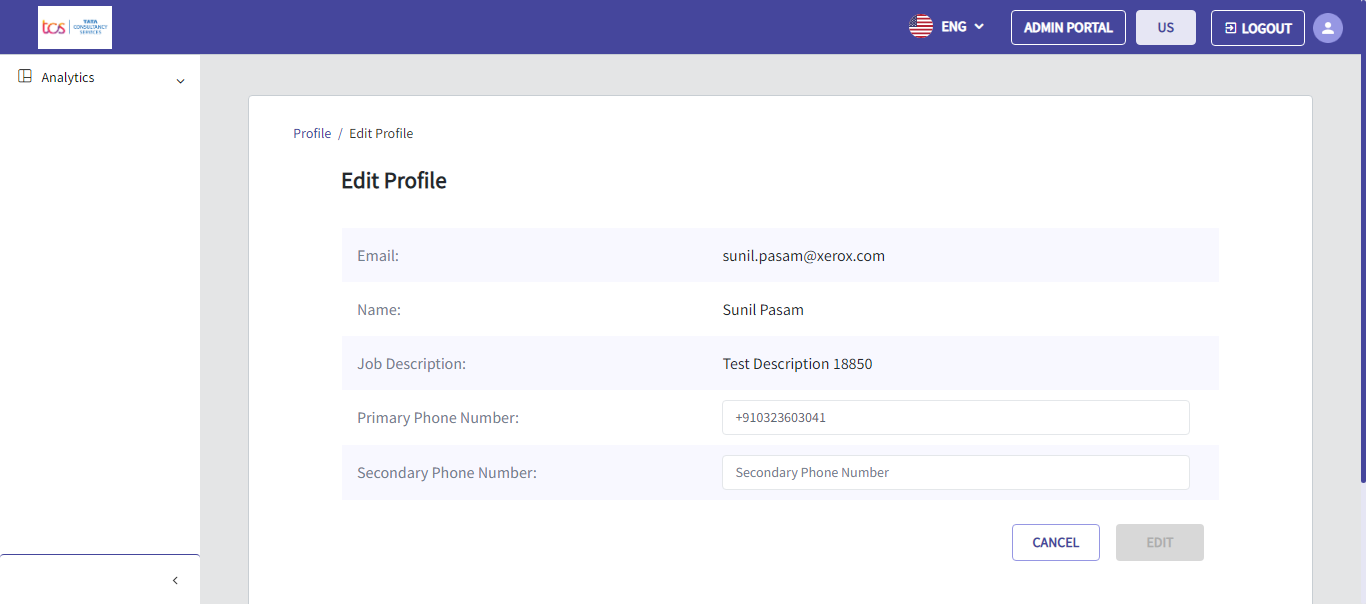 tcs TATA CONSULTANCY SERVICES
ENG
ADMIN PORTAL
US
LOGOUT
Analytics
Profile / Edit Profile
Edit Profile
Email: sunil.pasam@xerox.com
Name: Sunil Pasam
Job Description: Test Description 18850
Primary Phone Number: +910323603041
Secondary Phone Number: Secondary Phone Number
CANCEL
EDIT